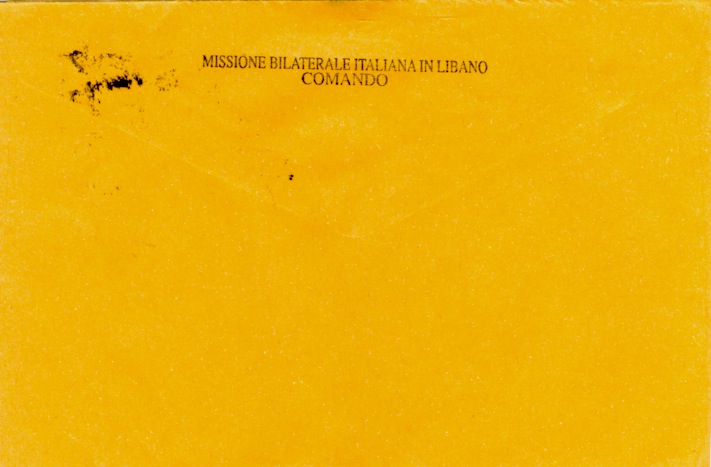 MISSIONE BILATERALE ITALIANA IN LIBANO
COMANDO